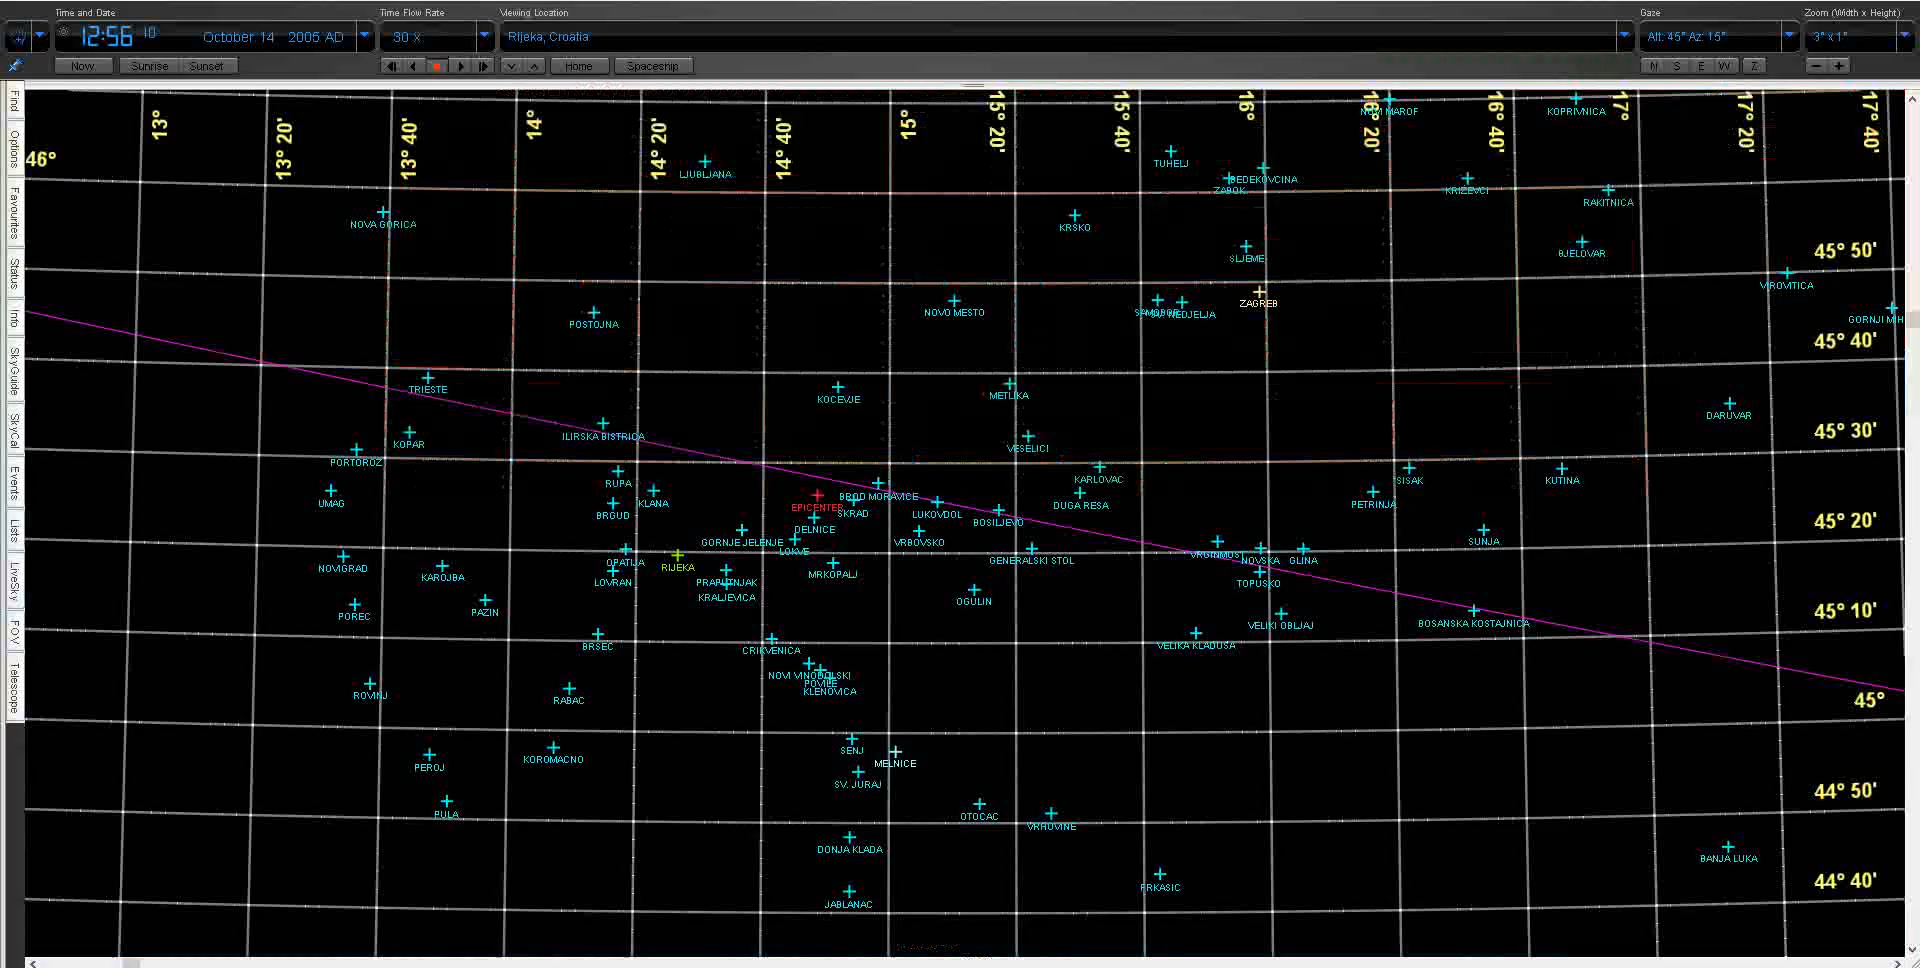 Time and Date
Time Flow Rate
Viewing Location
Gaze
Zoom (Width x Height)
12:56 10 October 14 2005 AD
30 x
Rijeka, Croatia
Alt: 45° Az: 15°
3° x 1°
Now
Sunrise
Sunset
Home
Spaceship
N S E W Z
Find
Options
Favourites
Status
Info
SkyGuide
SkyCal
Events
Lists
LiveSky
FOV
Telescope
13°
13° 20'
13° 40'
14°
14° 20'
14° 40'
15°
15° 20'
15° 40'
16°
16° 20'
16° 40'
17°
17° 20'
17° 40'
46°
45° 50'
45° 40'
45° 30'
45° 20'
45° 10'
45°
44° 50'
44° 40'
NOVI MAROF
KOPRIVNICA
TUHELJ
LJUBLJANA
BEDEKOVCINA
ZABOK
KRIZEVCI
RAKITNICA
NOVA GORICA
KRSKO
SLJEME
BJELOVAR
VIROVITICA
ZAGREB
NOVO MESTO
SAMOBOR
SV. NEDJELJA
GORNJI MIH
POSTOJNA
TRIESTE
KOCEVJE
METLIKA
DARUVAR
ILIRSKA BISTRICA
KOPAR
VESELICI
PORTOROZ
KARLOVAC
SISAK
KUTINA
RUPA
UMAG
KLANA
BROD MORAVICE
DUGA RESA
PETRINJA
EPICENTER
SKRAD
BRGUD
LUKOVDOL
BOSILJEVO
DELNICE
GORNJE JELENJE
LOKVE
VRBOVSKO
SUNJA
VRGINMOST
NOVSKA
GLINA
GENERALSKI STOL
OPATIJA
RIJEKA
NOVIGRAD
KAROJBA
MRKOPALJ
LOVRAN
PRAPUTNJAK
TOPUSKO
KRALJEVICA
OGULIN
POREC
PAZIN
BOSANSKA KOSTAJNICA
VELIKI OBLJAJ
BRSEC
CRIKVENICA
VELIKA KLADUSA
NOVI VINODOLSKI
POVILE
KLENOVICA
ROVINJ
RABAC
SENJ
MELNICE
PEROJ
KOROMACNO
SV. JURAJ
PULA
OTOCAC
VRHOVINE
DONJA KLADA
BANJA LUKA
PRKASIC
JABLANAC